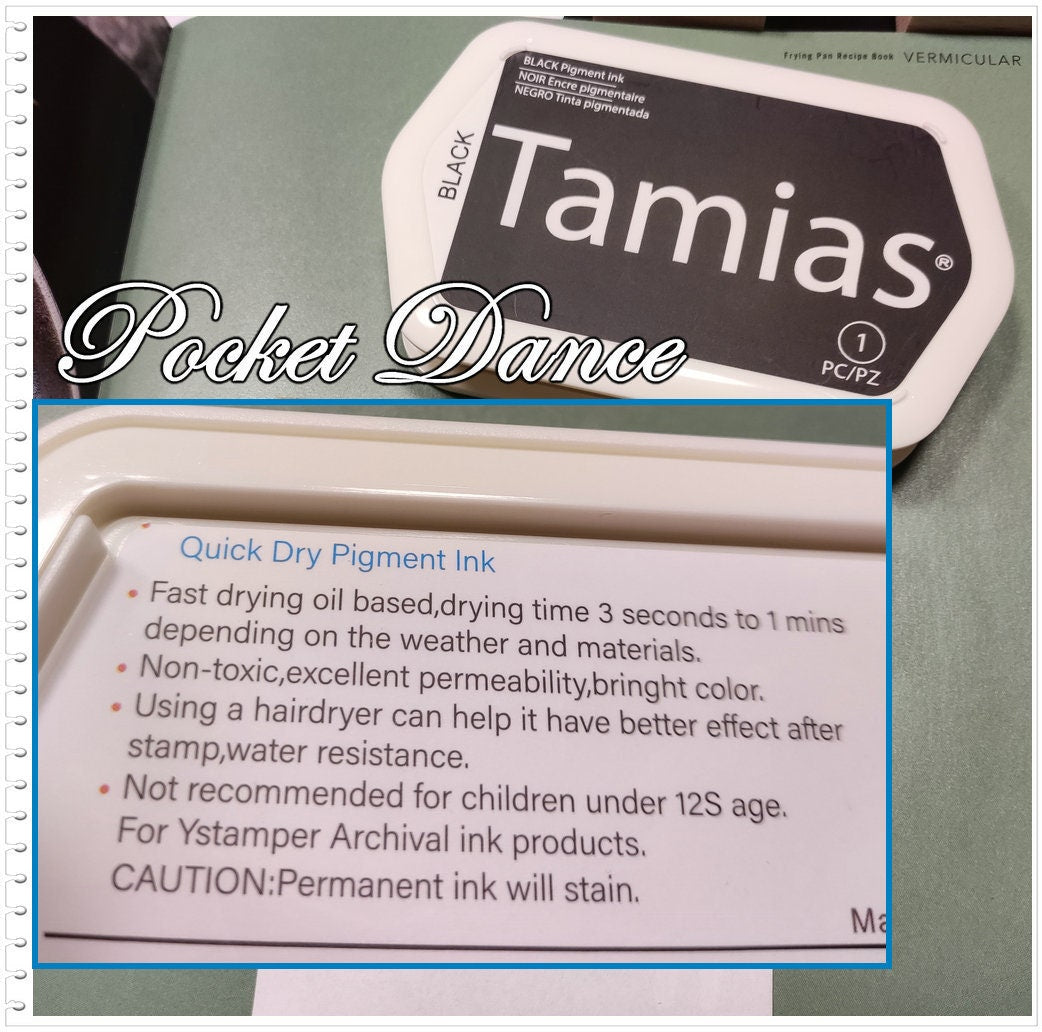 Frying Pan Recipe Book VERMICULAR
BLACK Pigment ink
NOIR Encre pigmentaire
NEGRO Tinta pigmentada
BLACK
Tamias®
1
PC/PZ
Pocket Dance
Quick Dry Pigment Ink
• Fast drying oil based,drying time 3 seconds to 1 mins
depending on the weather and materials.
• Non-toxic,excellent permeability,bringht color.
• Using a hairdryer can help it have better effect after
stamp,water resistance.
• Not recommended for children under 12S age.
For Ystamper Archival ink products.
CAUTION:Permanent ink will stain.